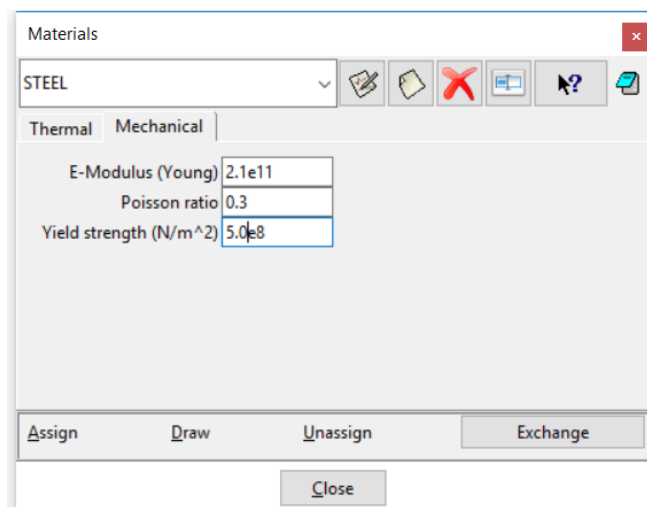 Materials
STEEL
Thermal Mechanical
E-Modulus (Young) 2.1e11
Poisson ratio 0.3
Yield strength (N/m^2) 5.0e8
Assign Draw Unassign Exchange
Close